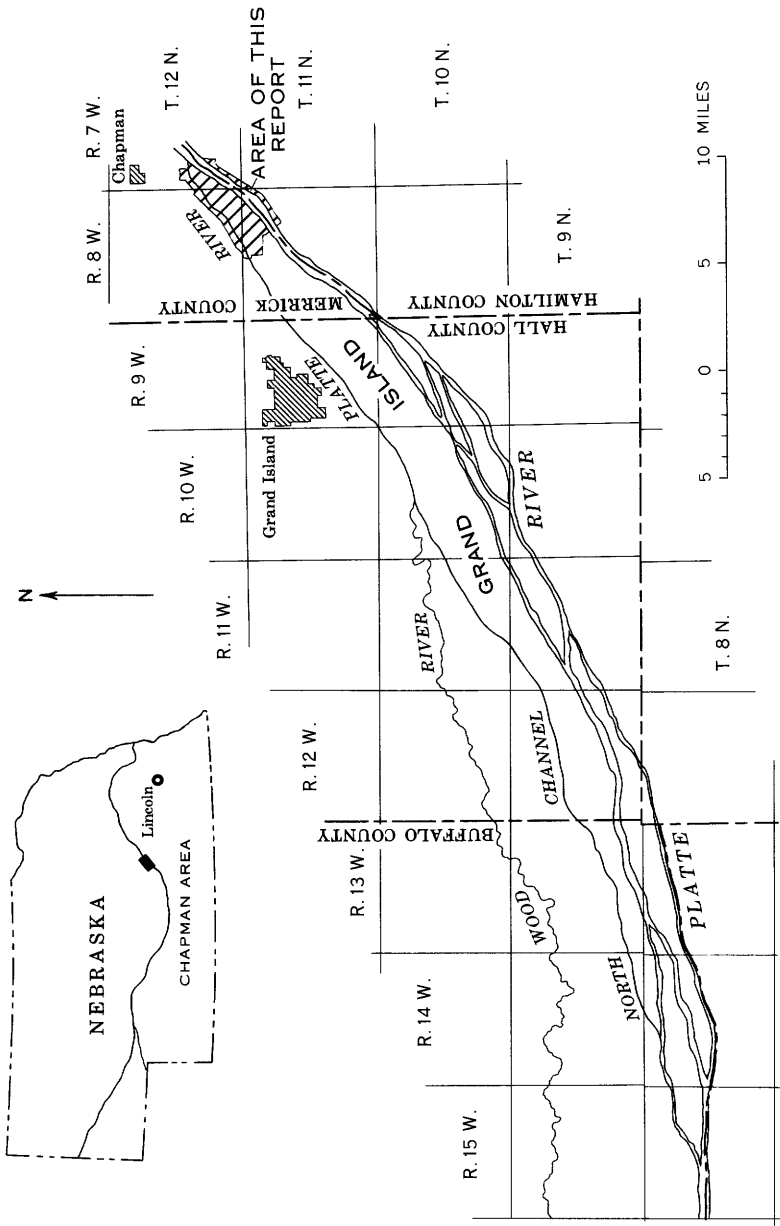 NEBRASKA
Lincoln
CHAPMAN AREA
N
R. 7 W.
Chapman
T. 12 N.
R. 8 W.
RIVER
AREA OF THIS
REPORT
T. 11 N.
R. 9 W.
MERRICK COUNTY
Grand Island
PLATTE
ISLAND
HALL COUNTY
HAMILTON COUNTY
T. 10 N.
R. 10 W.
GRAND
RIVER
T. 9 N.
R. 11 W.
RIVER
R. 12 W.
CHANNEL
T. 8 N.
BUFFALO COUNTY
R. 13 W.
WOOD
PLATTE
R. 14 W.
NORTH
R. 15 W.
5 0 5 10 MILES